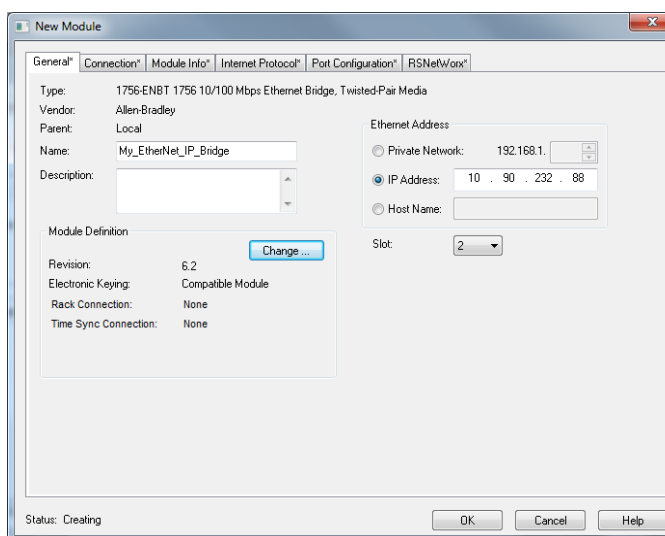 New Module
General* Connection* Module Info* Internet Protocol* Port Configuration* RSNetWorx*
Type: 1756-ENBT 1756 10/100 Mbps Ethernet Bridge, Twisted-Pair Media
Vendor: Allen-Bradley
Parent: Local
Name: My_EtherNet_IP_Bridge
Description:
Ethernet Address
Private Network: 192.168.1.
IP Address: 10 . 90 . 232 . 88
Host Name:
Slot: 2
Module Definition
Change ...
Revision: 6.2
Electronic Keying: Compatible Module
Rack Connection: None
Time Sync Connection: None
Status: Creating
OK Cancel Help